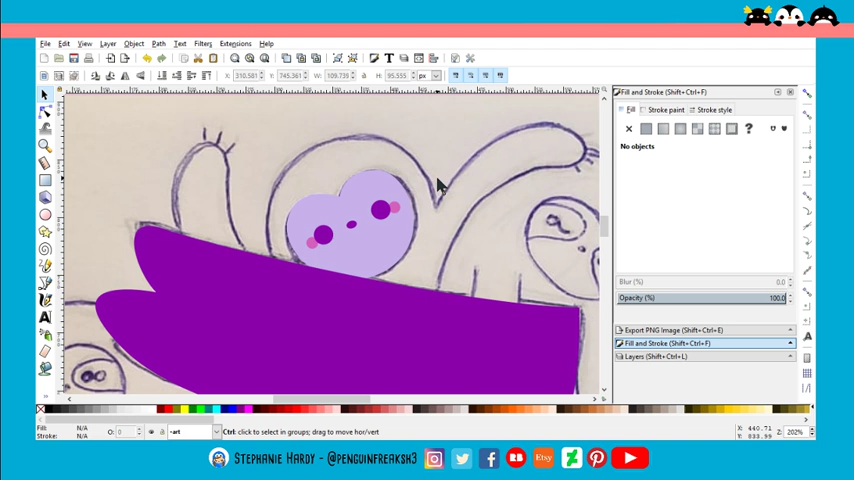 File Edit View Layer Object Path Text Filters Extensions Help
X: 310.581 Y: 745.361 W: 109.739 H: 95.555 px
Fill and Stroke (Shift+Ctrl+F)
Fill Stroke paint Stroke style
No objects
Blur (%) 0.0
Opacity (%) 100.0
Export PNG Image (Shift+Ctrl+E)
Fill and Stroke (Shift+Ctrl+F)
Layers (Shift+Ctrl+L)
Fill: N/A
Stroke: N/A
O: 0
art
Ctrl: click to select in groups; drag to move hor/vert
X: 440.71
Y: 833.99
Z: 202%
Stephanie Hardy - @penguinfreaksh3
Etsy